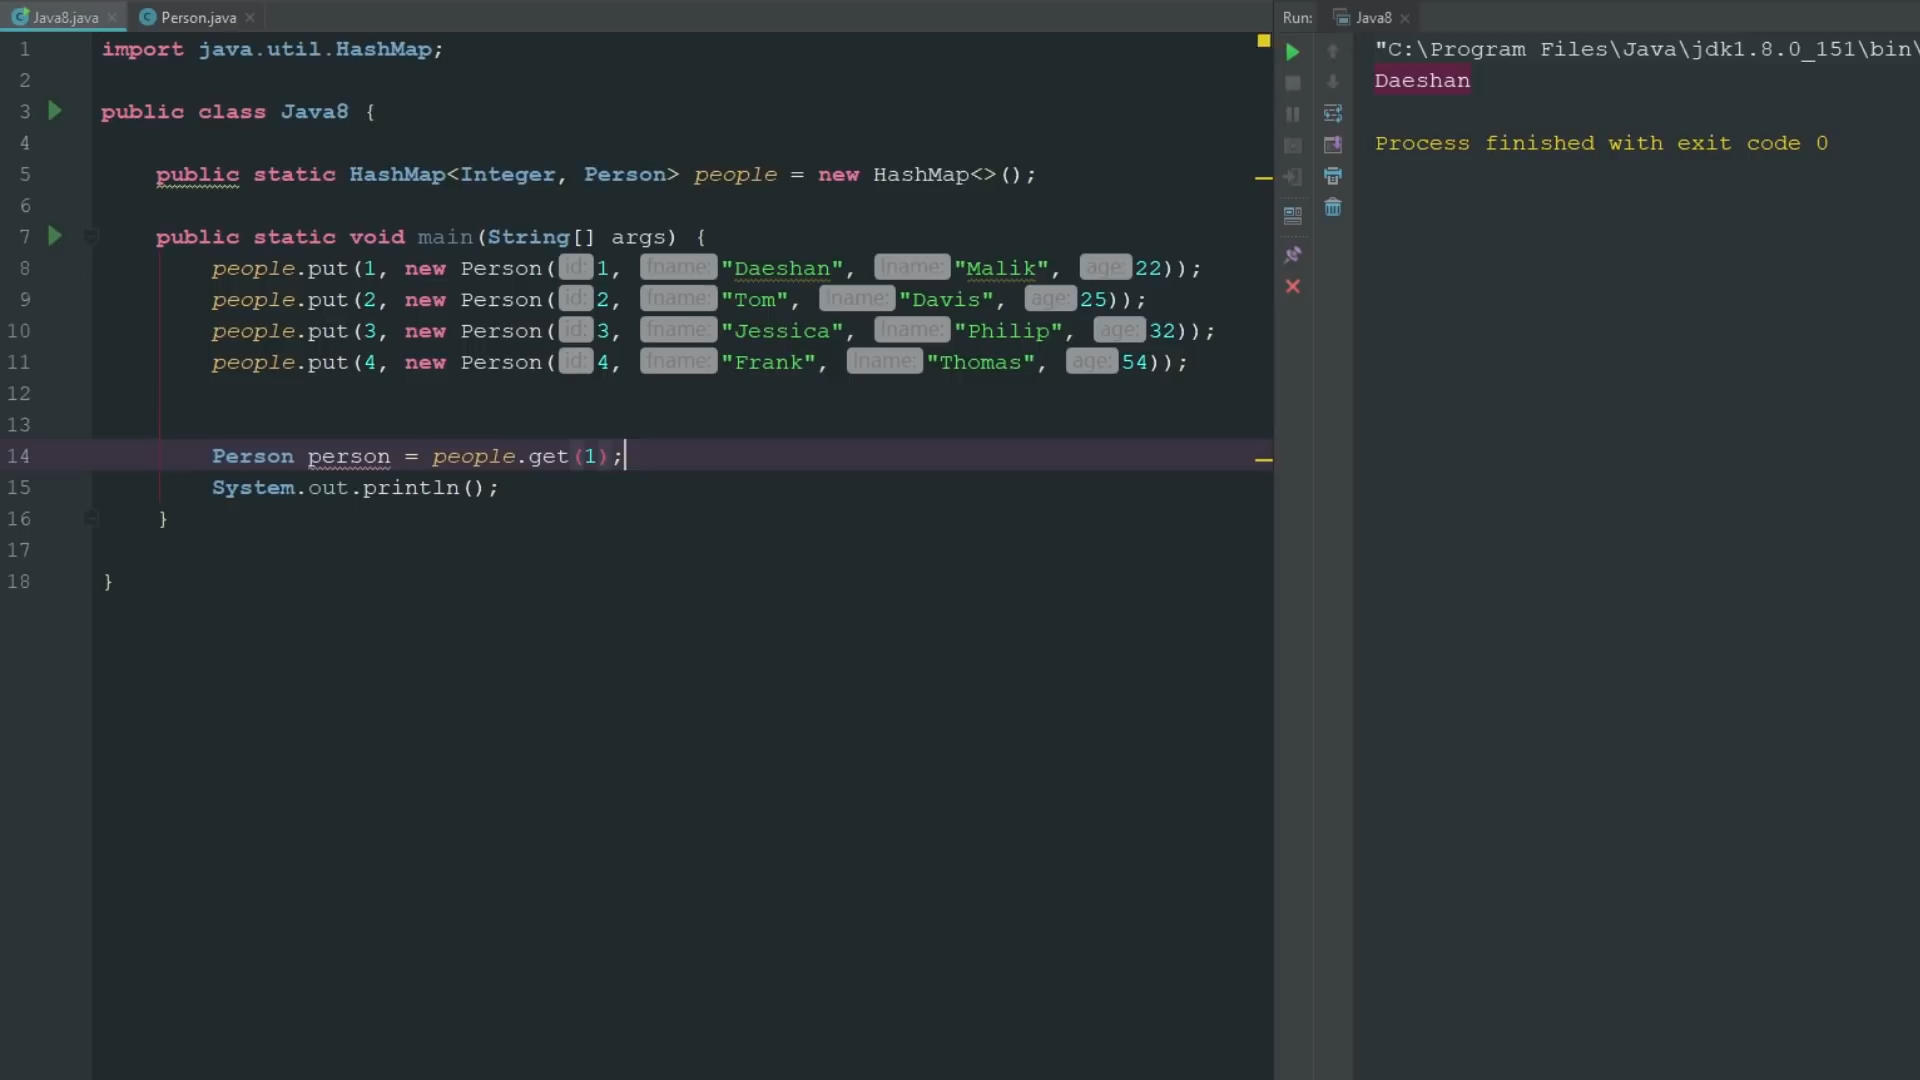 Java8.java
Person.java
1 import java.util.HashMap;
2
3 public class Java8 {
4
5 public static HashMap<Integer, Person> people = new HashMap<>();
6
7 public static void main(String[] args) {
8 people.put(1, new Person( id: 1, fname: "Daeshan", lname: "Malik", age: 22));
9 people.put(2, new Person( id: 2, fname: "Tom", lname: "Davis", age: 25));
10 people.put(3, new Person( id: 3, fname: "Jessica", lname: "Philip", age: 32));
11 people.put(4, new Person( id: 4, fname: "Frank", lname: "Thomas", age: 54));
12
13
14 Person person = people.get(1);
15 System.out.println();
16 }
17
18 }
Run: Java8
"C:\Program Files\Java\jdk1.8.0_151\bin\
Daeshan
Process finished with exit code 0